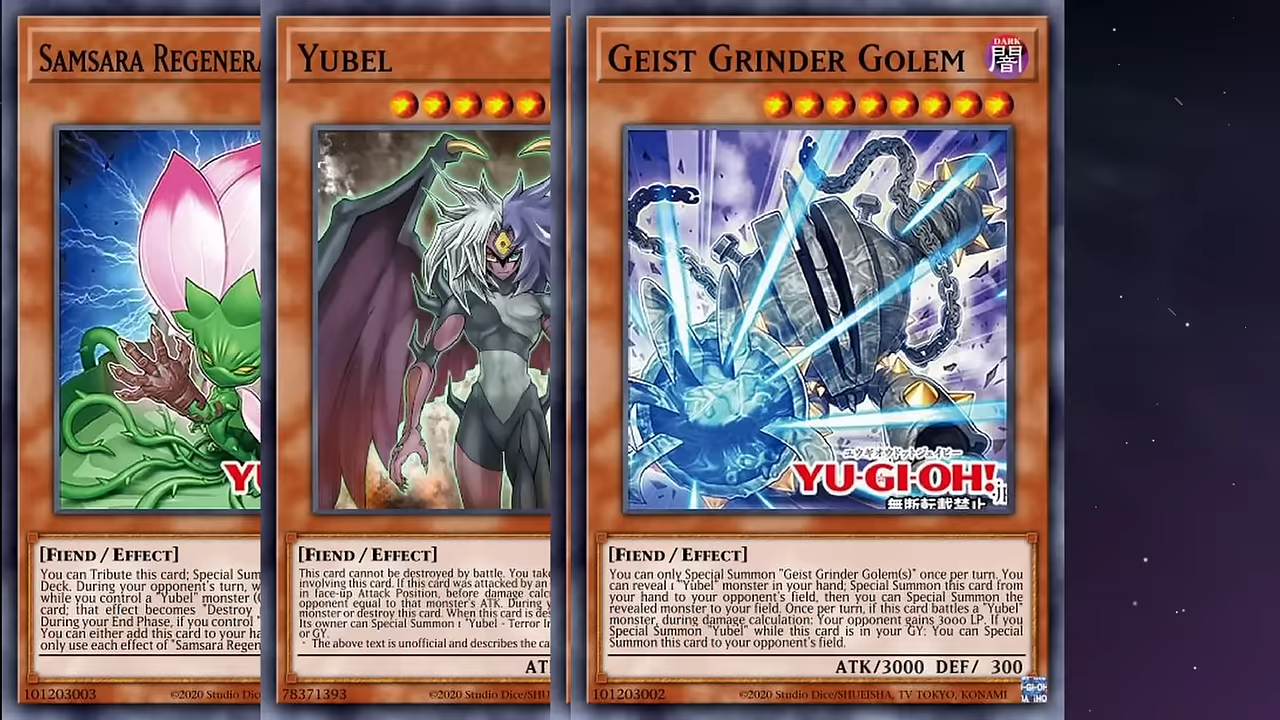 SAMSARA REGENERA
[FIEND / EFFECT]
You can Tribute this card; Special Sum
Deck. During your opponent's turn, w
while you control a "Yubel" monster (
card; that effect becomes "Destroy
During your End Phase, if you control "
You can either add this card to your ha
only use each effect of "Samsara Regen
101203003
©2020 Studio Dic
YUBEL
[FIEND / EFFECT]
This card cannot be destroyed by battle. You take
involving this card. If this card was attacked by an
in face-up Attack Position, before damage calc
opponent equal to that monster's ATK. During y
monster or destroy this card. When this card is des
Its owner can Special Summon 1 "Yubel - Terror In
or GY.
· The above text is unofficial and describes the ca
AT
78371393
©2020 Studio Dice/SHU
GEIST GRINDER GOLEM
DARK
闇
ユウギオウドットジェイピー
YU-GI-OH!
無断転載禁止
[FIEND / EFFECT]
You can only Special Summon "Geist Grinder Golem(s)" once per turn. You
can reveal 1 "Yubel" monster in your hand; Special Summon this card from
your hand to your opponent's field, then you can Special Summon the
revealed monster to your field. Once per turn, if this card battles a "Yubel"
monster, during damage calculation: Your opponent gains 3000 LP. If you
Special Summon "Yubel" while this card is in your GY: You can Special
Summon this card to your opponent's field.
ATK/3000 DEF/ 300
101203002
©2020 Studio Dice/SHUEISHA, TV TOKYO, KONAMI